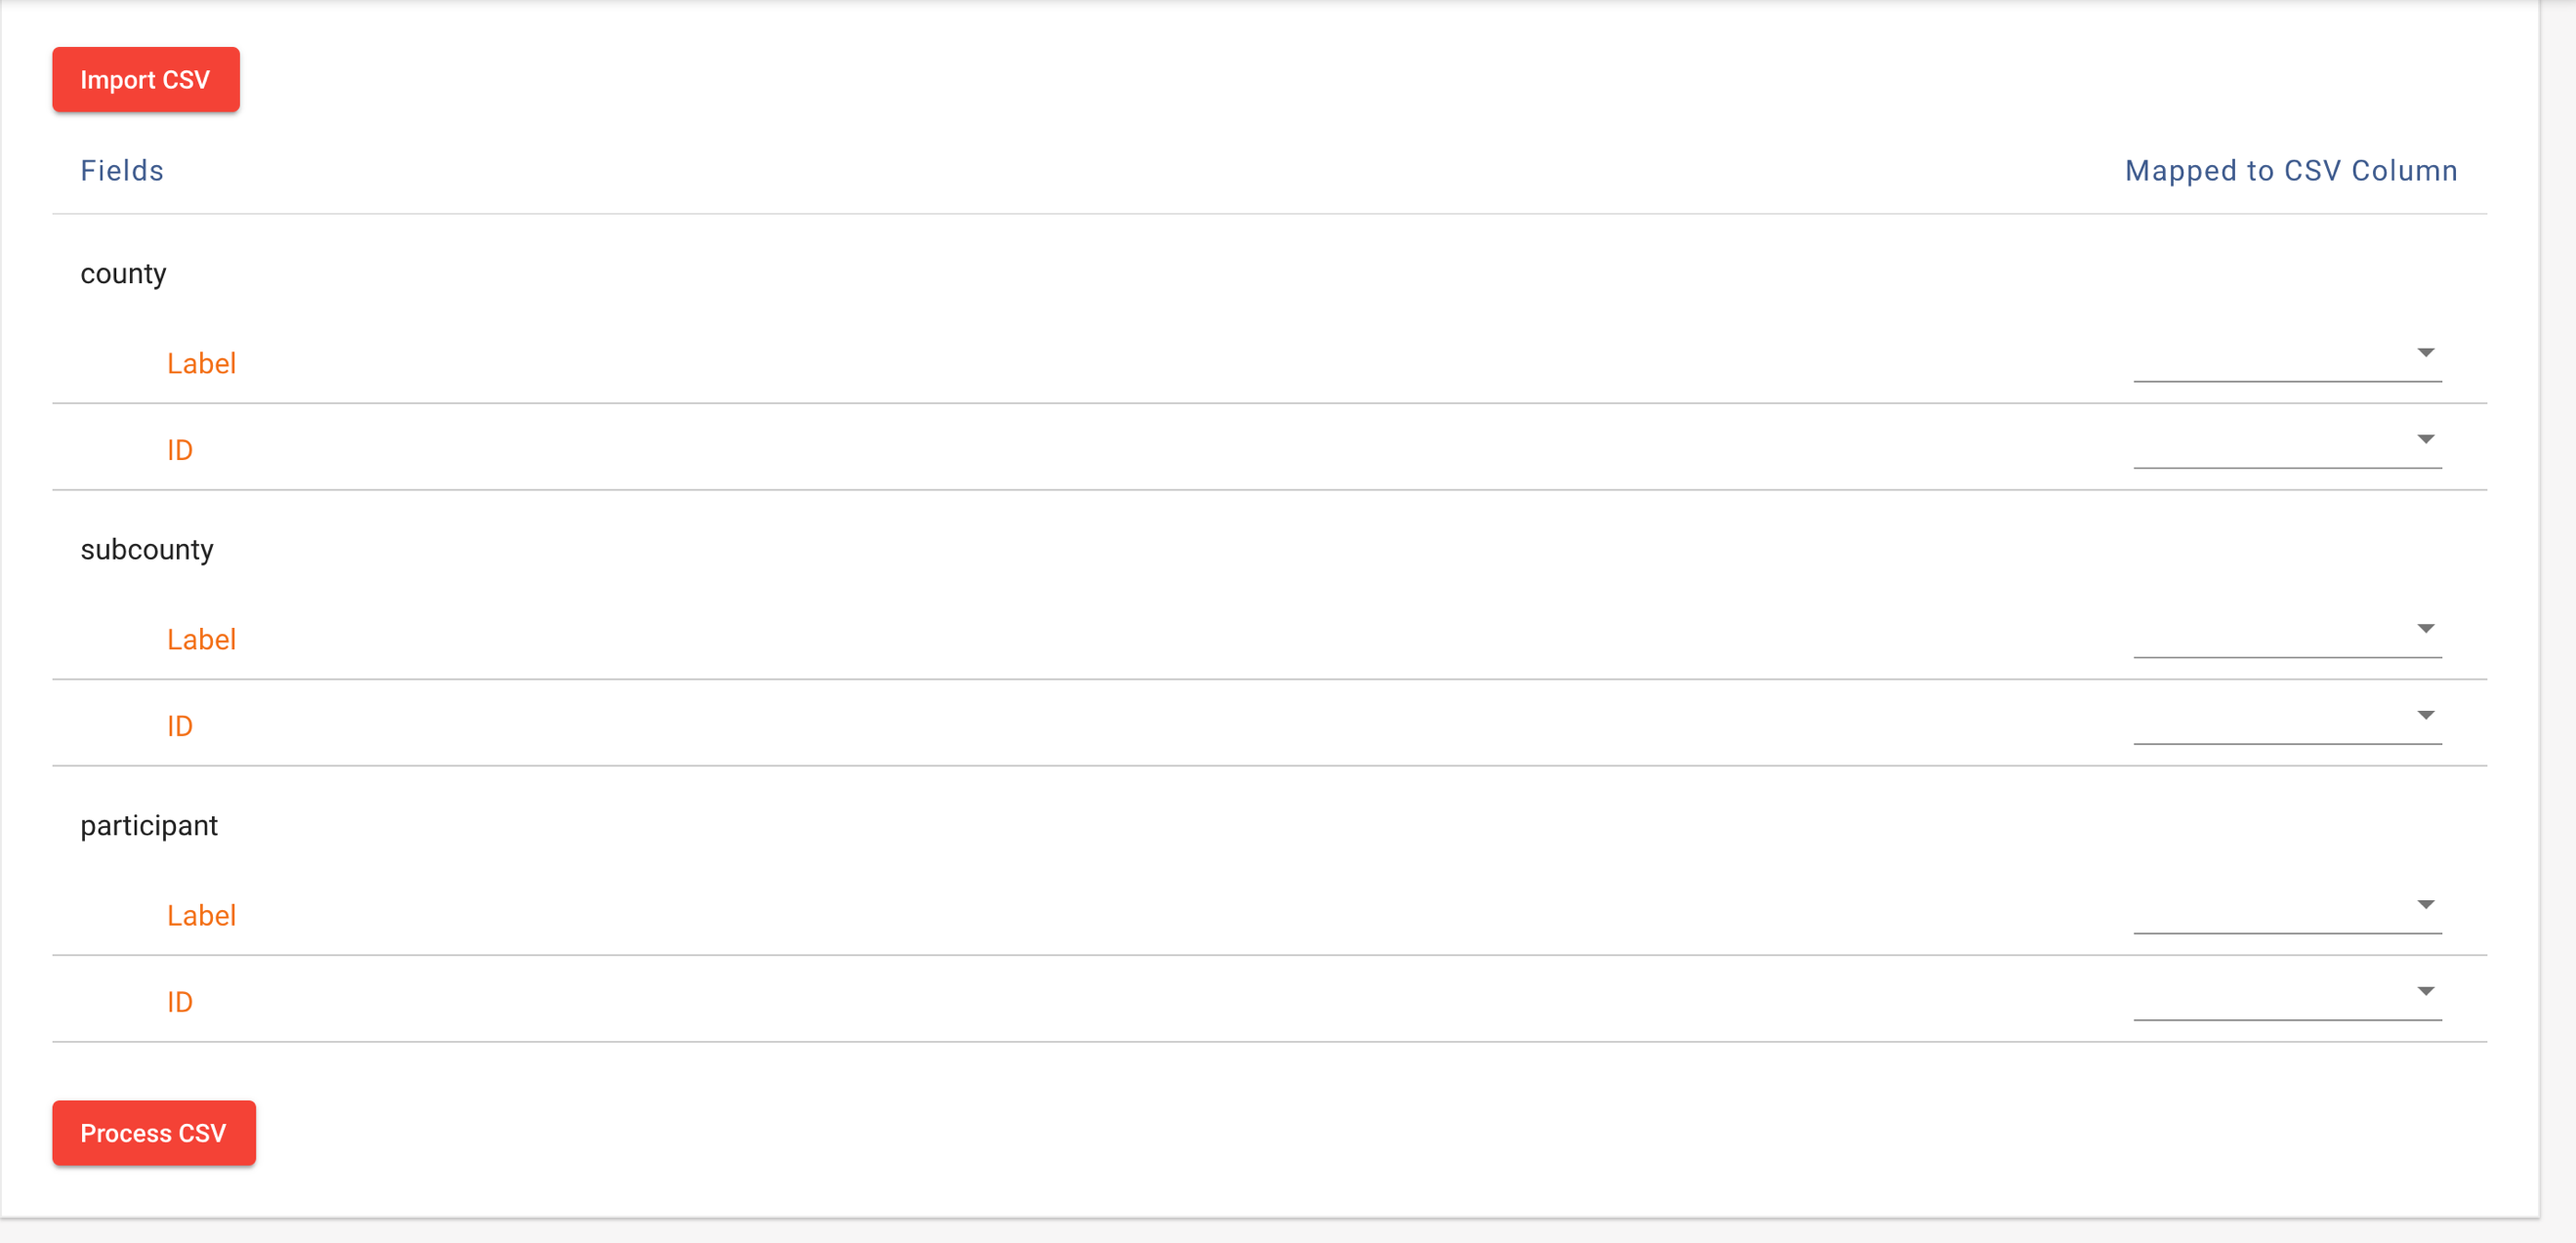 Import CSV
Fields Mapped to CSV Column
county
Label
ID
subcounty
Label
ID
participant
Label
ID
Process CSV